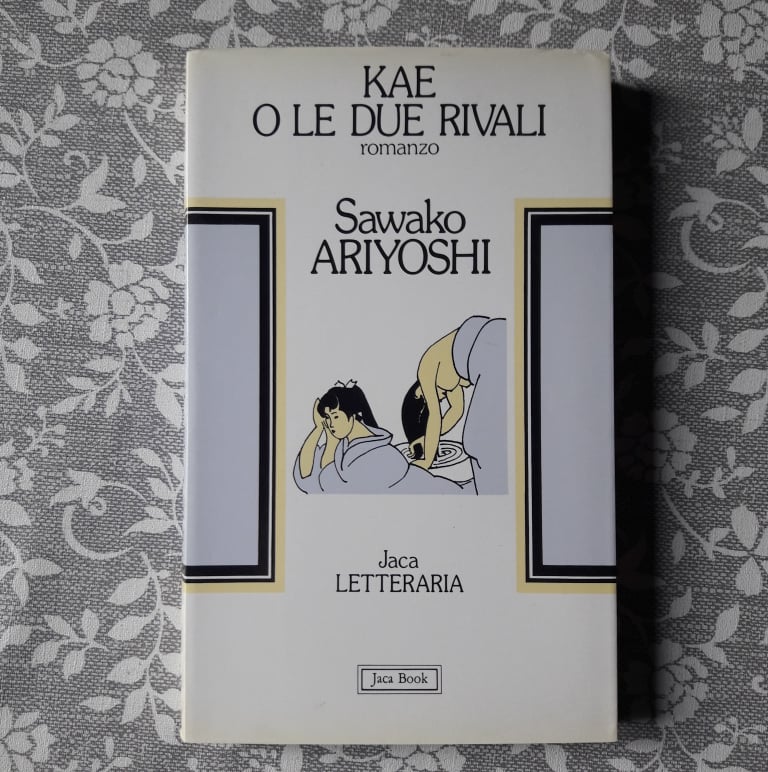 KAE
O LE DUE RIVALI
romanzo
Sawako
ARIYOSHI
Jaca
LETTERARIA
Jaca Book